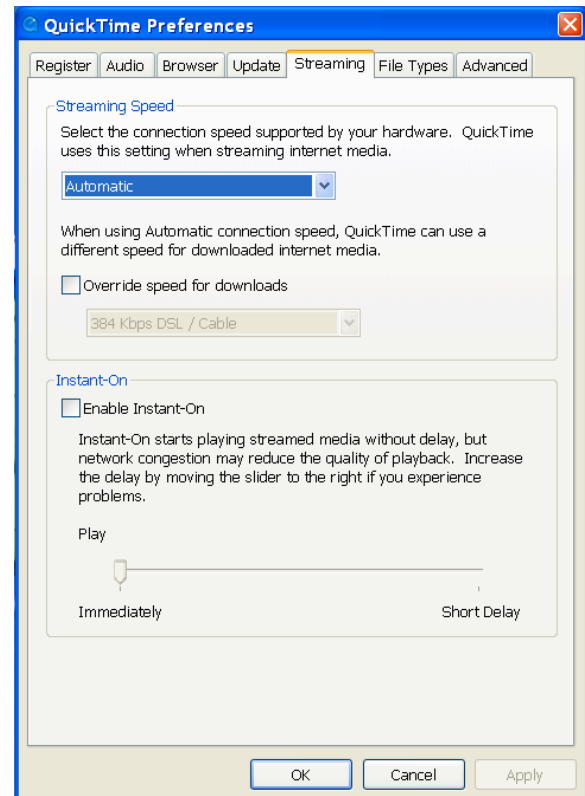 QuickTime Preferences
Register Audio Browser Update Streaming File Types Advanced
Streaming Speed
Select the connection speed supported by your hardware. QuickTime
uses this setting when streaming internet media.
Automatic
When using Automatic connection speed, QuickTime can use a
different speed for downloaded internet media.
Override speed for downloads
384 Kbps DSL / Cable
Instant-On
Enable Instant-On
Instant-On starts playing streamed media without delay, but
network congestion may reduce the quality of playback. Increase
the delay by moving the slider to the right if you experience
problems.
Play
Immediately Short Delay
OK Cancel Apply